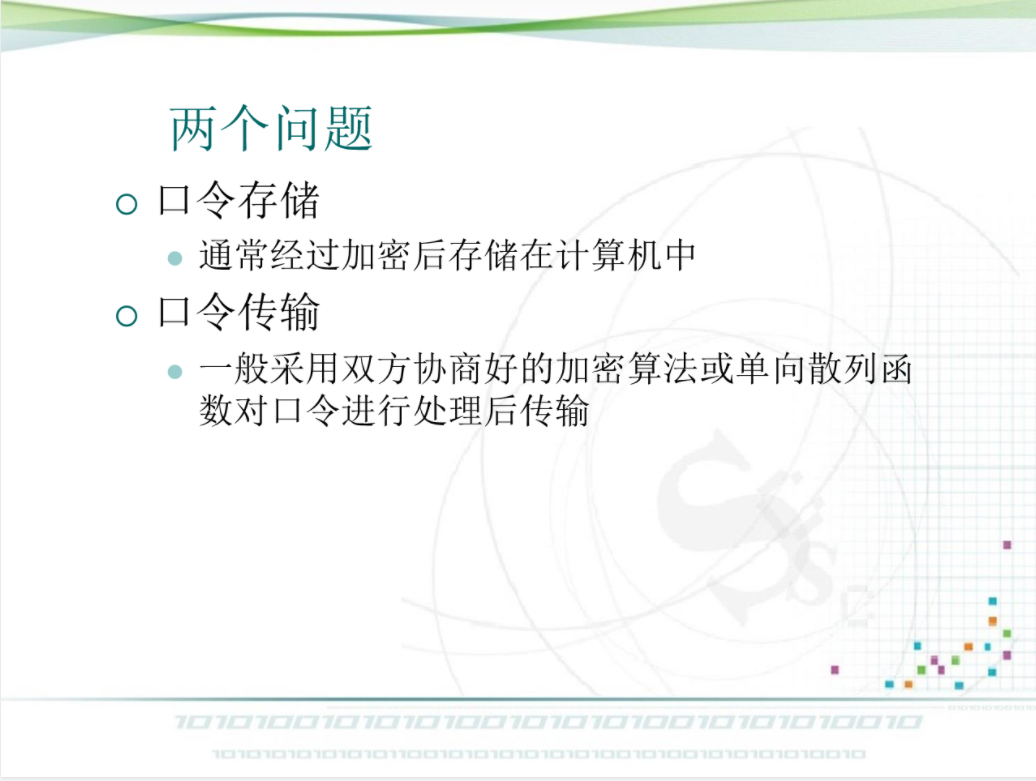 两个问题
口令存储
通常经过加密后存储在计算机中
口令传输
一般采用双方协商好的加密算法或单向散列函
数对口令进行处理后传输
Ssc